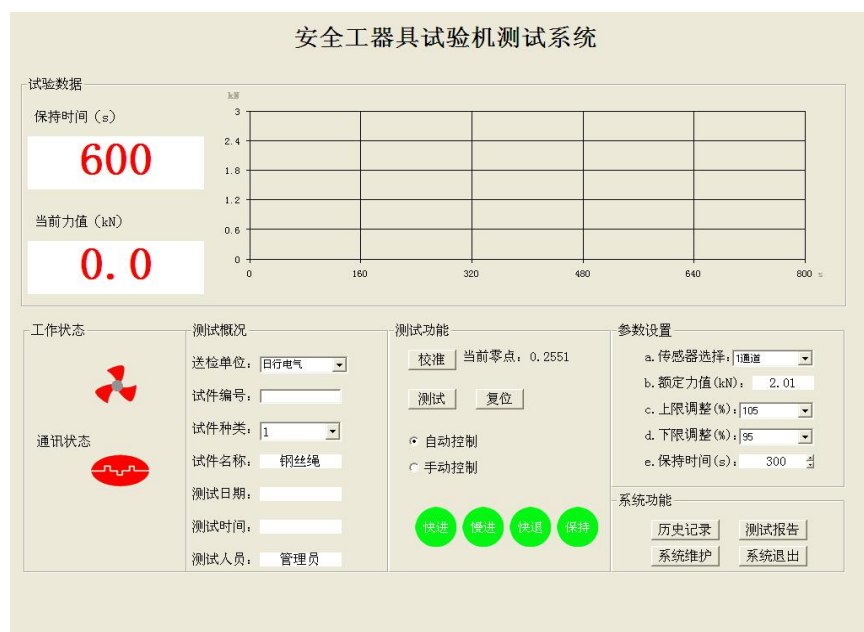 安全工器具试验机测试系统
试验数据
保持时间(s)
600
当前力值(kN)
0.0
kN
3
2.4
1.8
1.2
0.6
0
0 160 320 480 640 800 s
工作状态
通讯状态
测试概况
送检单位: 日行电气
试件编号:
试件种类: 1
试件名称: 钢丝绳
测试日期:
测试时间:
测试人员: 管理员
测试功能
校准 当前零点: 0.2551
测试 复位
自动控制
手动控制
快进 慢进 快退 保持
参数设置
a.传感器选择: 1通道
b.额定力值(kN): 2.01
c.上限调整(%): 105
d.下限调整(%): 95
e.保持时间(s): 300
系统功能
历史记录 测试报告
系统维护 系统退出